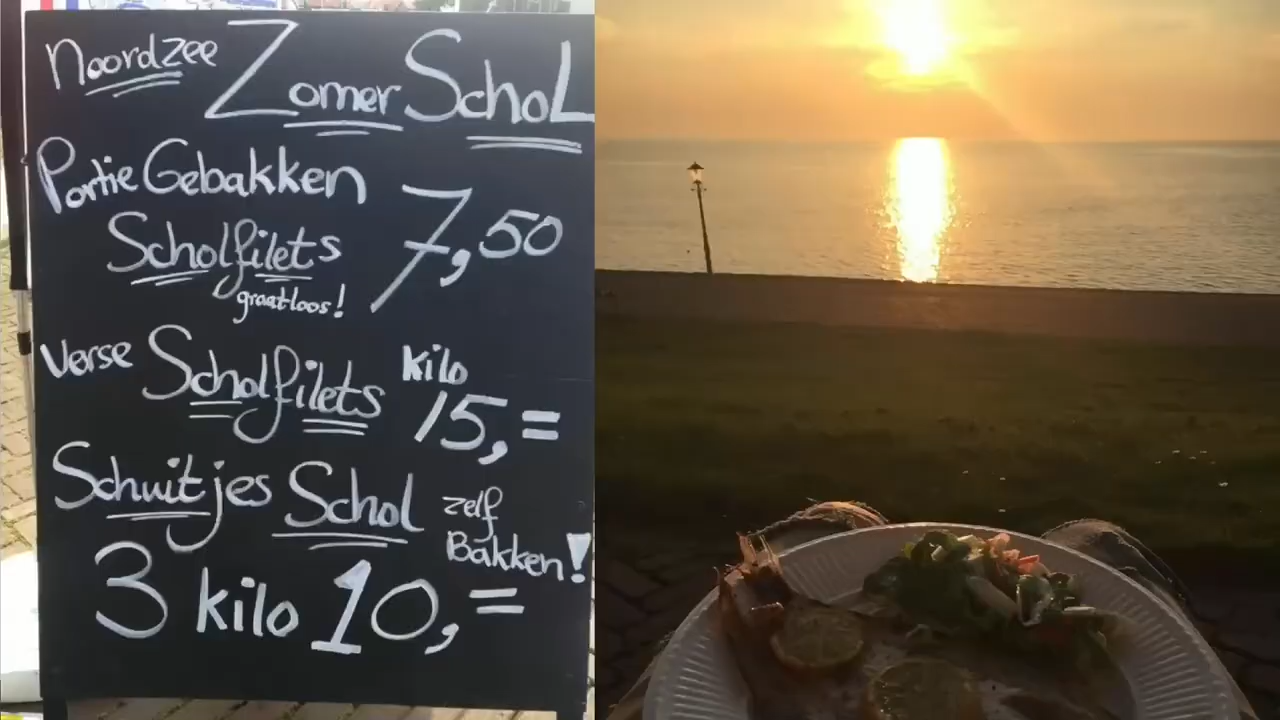 Noordzee Zomer Schol
Portie Gebakken
Scholfilets 7,50
graatloos!
Verse Scholfilets kilo
15,=
Schuitjes Schol zelf
Bakken!
3 kilo 10,=